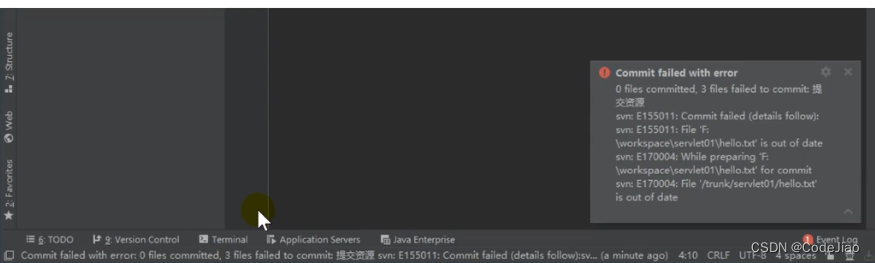 Z: Structure
Web
2: Favorites
Commit failed with error
0 files committed, 3 files failed to commit: 提
交资源
svn: E155011: Commit failed (details follow):
svn: E155011: File 'F:
\workspace\servlet01\hello.txt' is out of date
svn: E170004: While preparing 'F:
\workspace\servlet01\hello.txt' for commit
svn: E170004: File '/trunk/servlet01/hello.txt'
is out of date
6: TODO 9: Version Control Terminal Application Servers Java Enterprise 1 Event Log
Commit failed with error: 0 files committed, 3 files failed to commit: 提交资源 svn: E155011: Commit failed (details follow):sv... (a minute ago) 4:10 CRLF UTF-8 4 spaces
CSDN @CodeJiao